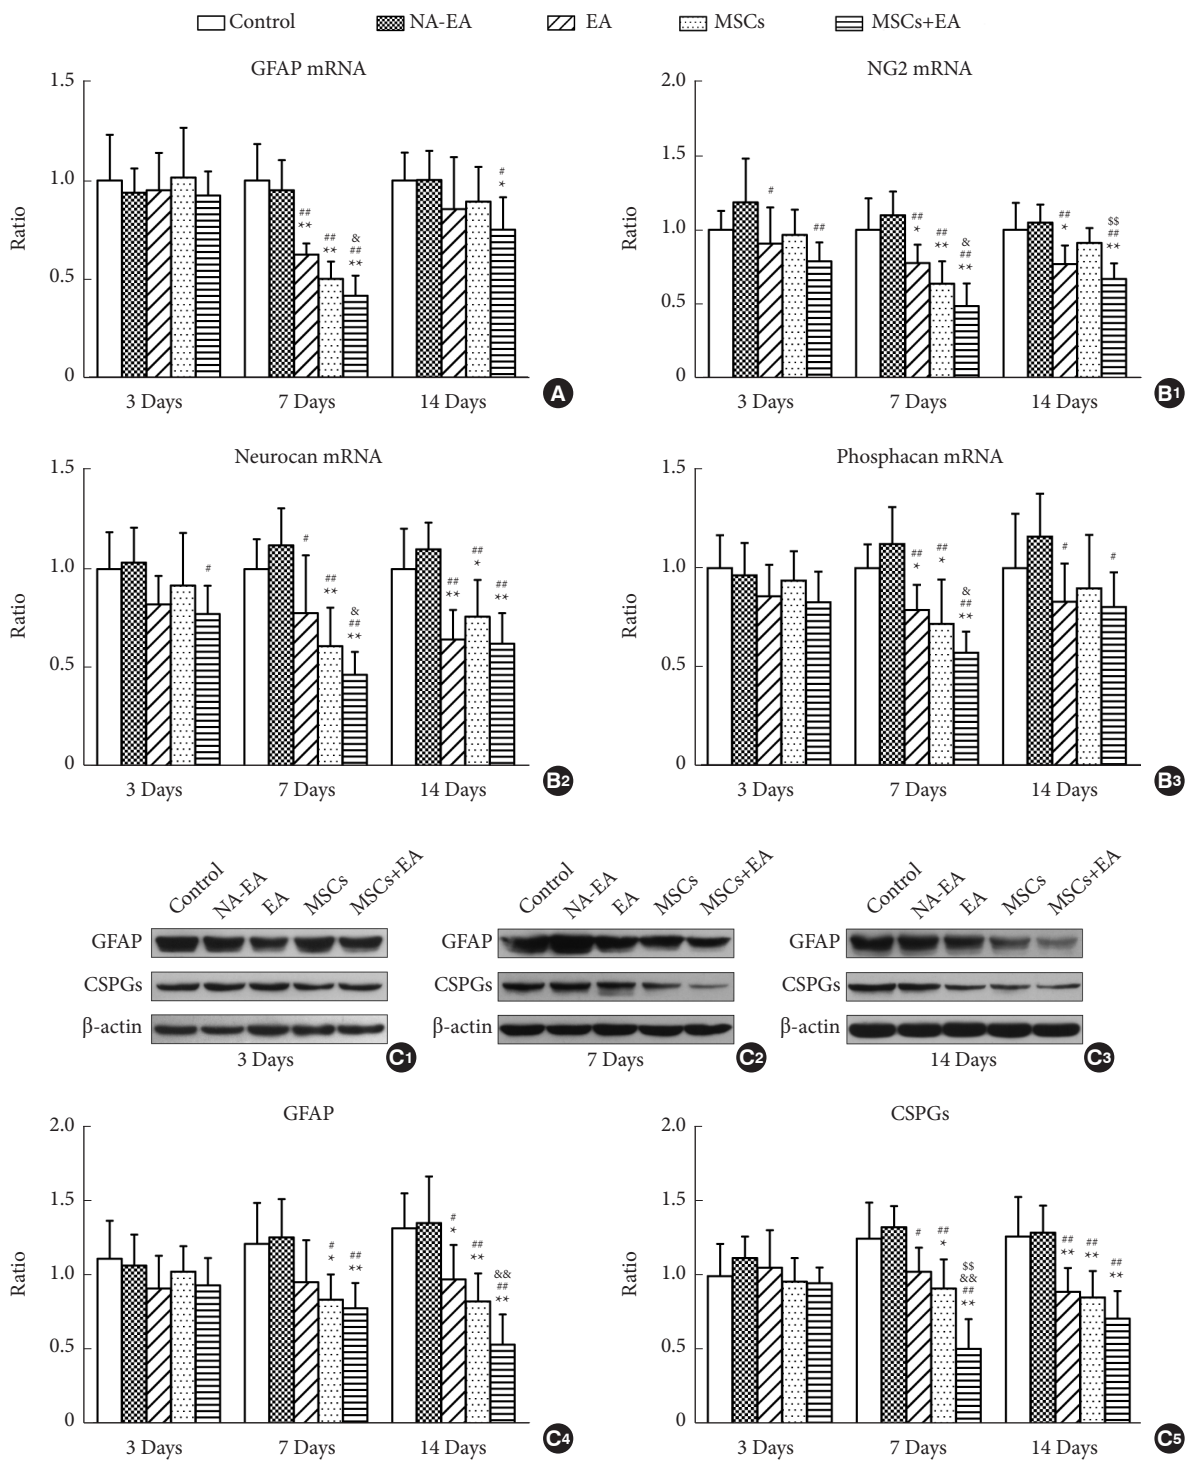 Control NA-EA EA MSCs MSCs+EA
GFAP mRNA
1.5
1.0
0.5
0
Ratio
##
**
##
**
&
##
**
#
*
3 Days 7 Days 14 Days
A
NG2 mRNA
2.0
1.5
1.0
0.5
0
Ratio
#
##
##
*
##
**
&
##
**
##
*
$$
##
**
3 Days 7 Days 14 Days
B1
Neurocan mRNA
1.5
1.0
0.5
0
Ratio
#
#
##
**
&
##
**
##
**
##
*
##
**
3 Days 7 Days 14 Days
B2
Phosphacan mRNA
1.5
1.0
0.5
0
Ratio
##
*
##
*
&
##
**
#
#
3 Days 7 Days 14 Days
B3
Control NA-EA EA MSCs MSCs+EA
GFAP
CSPGs
β-actin
3 Days
C1
Control NA-EA EA MSCs MSCs+EA
GFAP
CSPGs
β-actin
7 Days
C2
Control NA-EA EA MSCs MSCs+EA
GFAP
CSPGs
β-actin
14 Days
C3
GFAP
2.0
1.5
1.0
0.5
0
Ratio
#
*
##
**
#
*
##
**
&&
##
**
3 Days 7 Days 14 Days
C4
CSPGs
2.0
1.5
1.0
0.5
0
Ratio
#
##
*
$$
&&
##
**
##
**
##
**
##
**
3 Days 7 Days 14 Days
C5